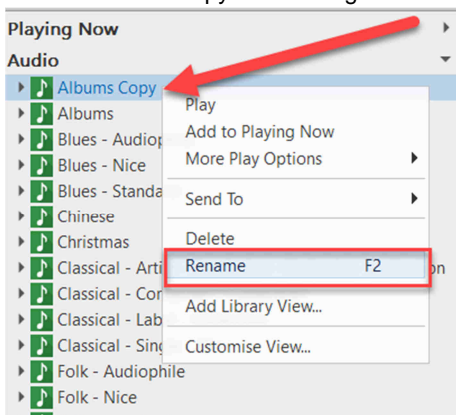 Playing Now
Audio
Albums Copy
Play
Albums
Add to Playing Now
Blues - Audiop
More Play Options
Blues - Nice
Blues - Standa
Send To
Chinese
Christmas
Delete
Classical - Arti
Rename F2
on
Classical - Cor
Add Library View...
Classical - Lab
Classical - Sing
Customise View...
Folk - Audiophile
Folk - Nice